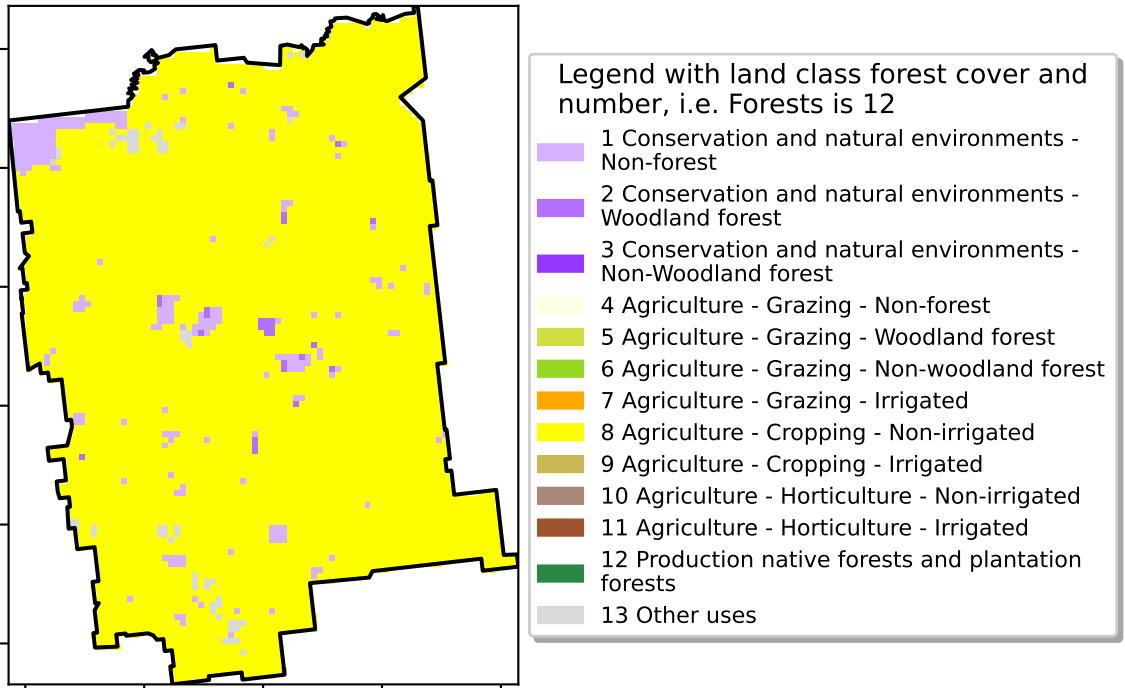 Legend with land class forest cover and
number, i.e. Forests is 12
1 Conservation and natural environments -
Non-forest
2 Conservation and natural environments -
Woodland forest
3 Conservation and natural environments -
Non-Woodland forest
4 Agriculture - Grazing - Non-forest
5 Agriculture - Grazing - Woodland forest
6 Agriculture - Grazing - Non-woodland forest
7 Agriculture - Grazing - Irrigated
8 Agriculture - Cropping - Non-irrigated
9 Agriculture - Cropping - Irrigated
10 Agriculture - Horticulture - Non-irrigated
11 Agriculture - Horticulture - Irrigated
12 Production native forests and plantation
forests
13 Other uses